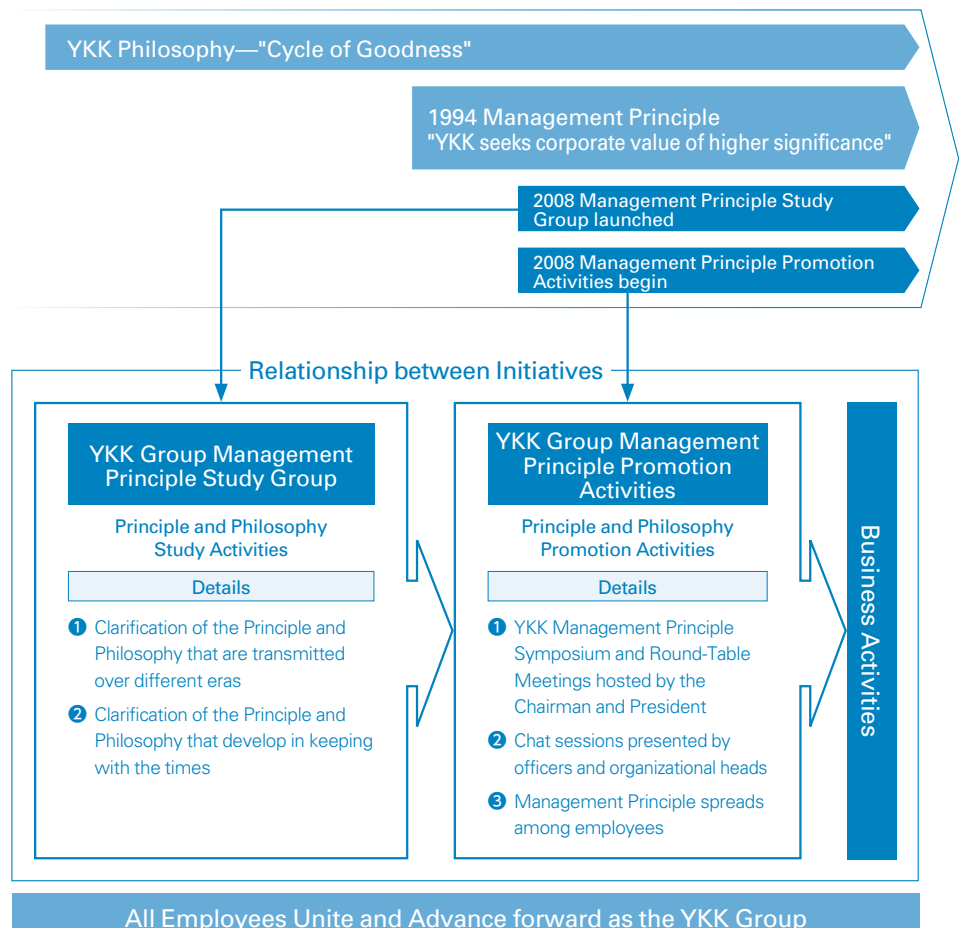 YKK Philosophy—"Cycle of Goodness"
1994 Management Principle
"YKK seeks corporate value of higher significance"
2008 Management Principle Study
Group launched
2008 Management Principle Promotion
Activities begin
Relationship between Initiatives
YKK Group Management
Principle Study Group
Principle and Philosophy
Study Activities
Details
❶ Clarification of the Principle and
Philosophy that are transmitted
over different eras
❷ Clarification of the Principle and
Philosophy that develop in keeping
with the times
YKK Group Management
Principle Promotion
Activities
Principle and Philosophy
Promotion Activities
Details
❶ YKK Management Principle
Symposium and Round-Table
Meetings hosted by the
Chairman and President
❷ Chat sessions presented by
officers and organizational heads
❸ Management Principle spreads
among employees
Business Activities
All Employees Unite and Advance forward as the YKK Group